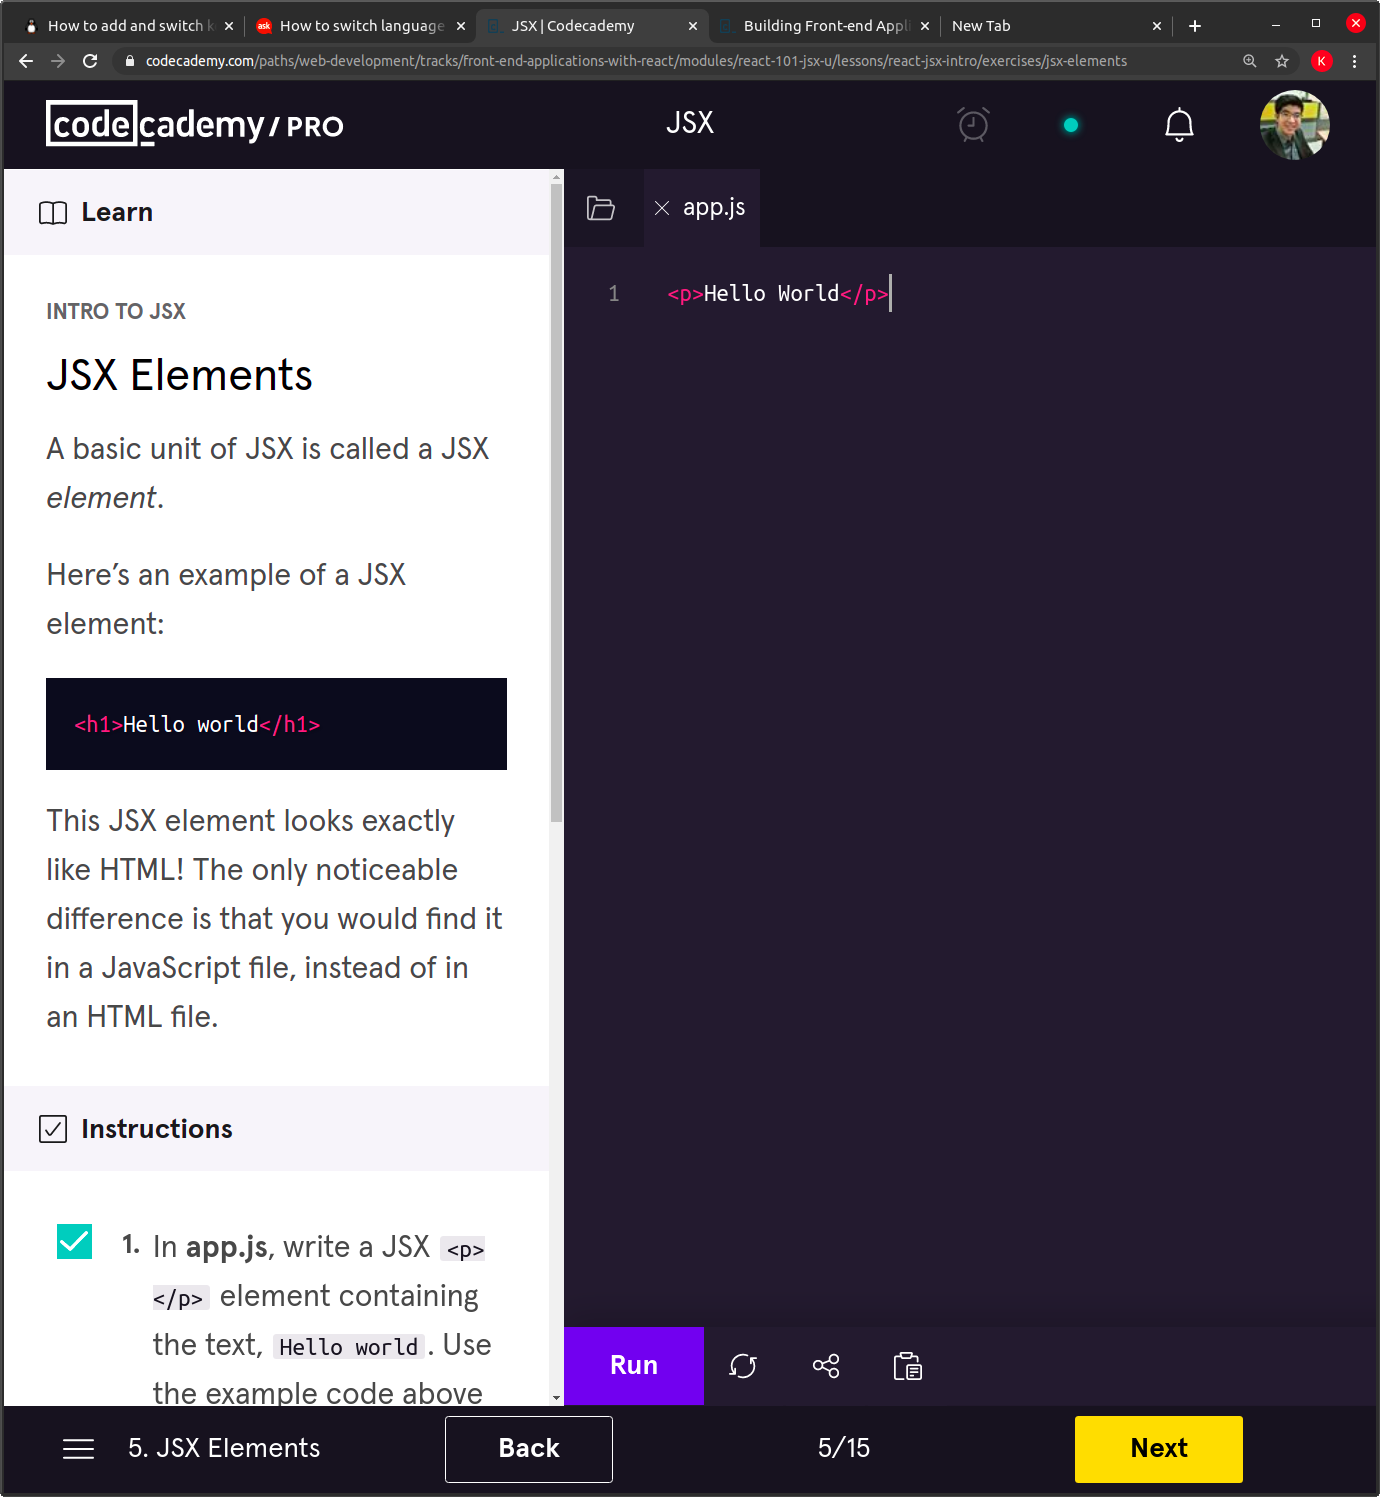 How to add and switch k
How to switch language
JSX | Codecademy
Building Front-end Appli
New Tab
codecademy.com/paths/web-development/tracks/front-end-applications-with-react/modules/react-101-jsx-u/lessons/react-jsx-intro/exercises/jsx-elements
K
codecademy / PRO
JSX
Learn
app.js
INTRO TO JSX
JSX Elements
A basic unit of JSX is called a JSX
element.
Here’s an example of a JSX
element:
<h1>Hello world</h1>
This JSX element looks exactly
like HTML! The only noticeable
difference is that you would find it
in a JavaScript file, instead of in
an HTML file.
Instructions
1. In app.js, write a JSX <p>
</p> element containing
the text, Hello world. Use
the example code above
1 <p>Hello World</p>
Run
5. JSX Elements
Back
5/15
Next